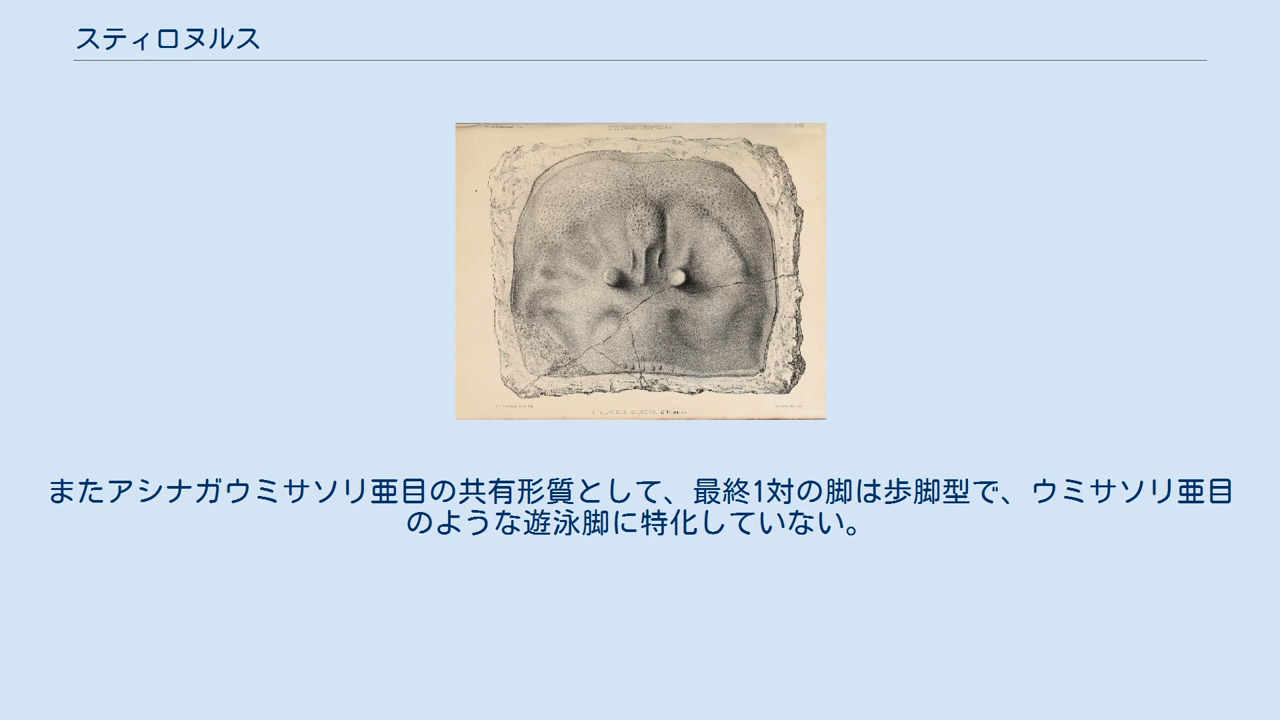 スティロヌルス
またアシナガウミサソリ亜目の共有形質として、最終1対の脚は歩脚型で、ウミサソリ亜目
のような遊泳脚に特化していない。